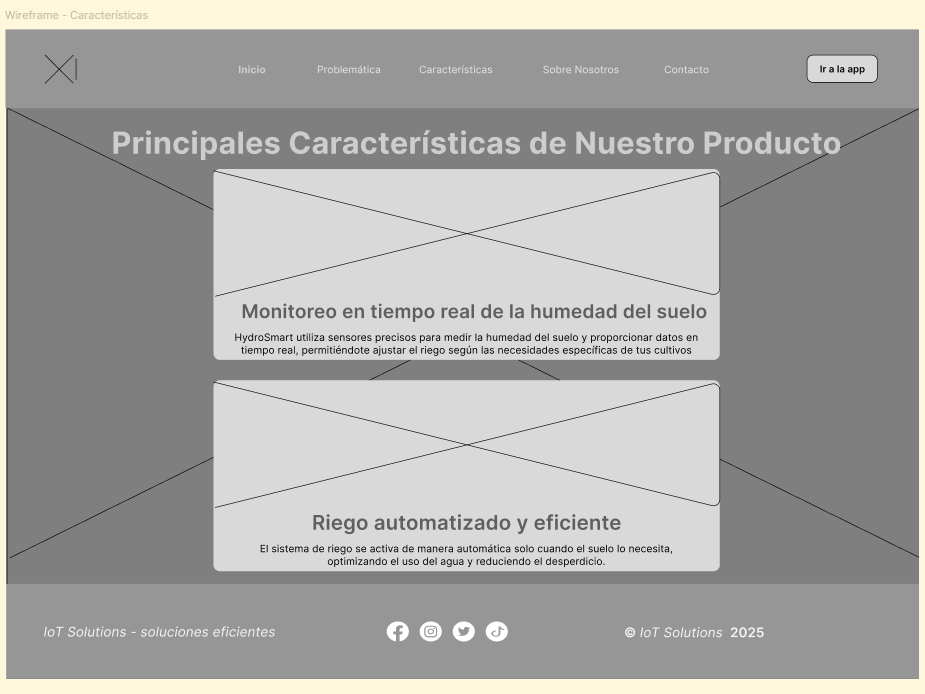 Wireframe - Características
Inicio
Problemática
Características
Sobre Nosotros
Contacto
Ir a la app
Principales Características de Nuestro Producto
Monitoreo en tiempo real de la humedad del suelo
HydroSmart utiliza sensores precisos para medir la humedad del suelo y proporcionar datos en
tiempo real, permitiéndote ajustar el riego según las necesidades específicas de tus cultivos
Riego automatizado y eficiente
El sistema de riego se activa de manera automática solo cuando el suelo lo necesita,
optimizando el uso del agua y reduciendo el desperdicio.
IoT Solutions - soluciones eficientes
© IoT Solutions 2025